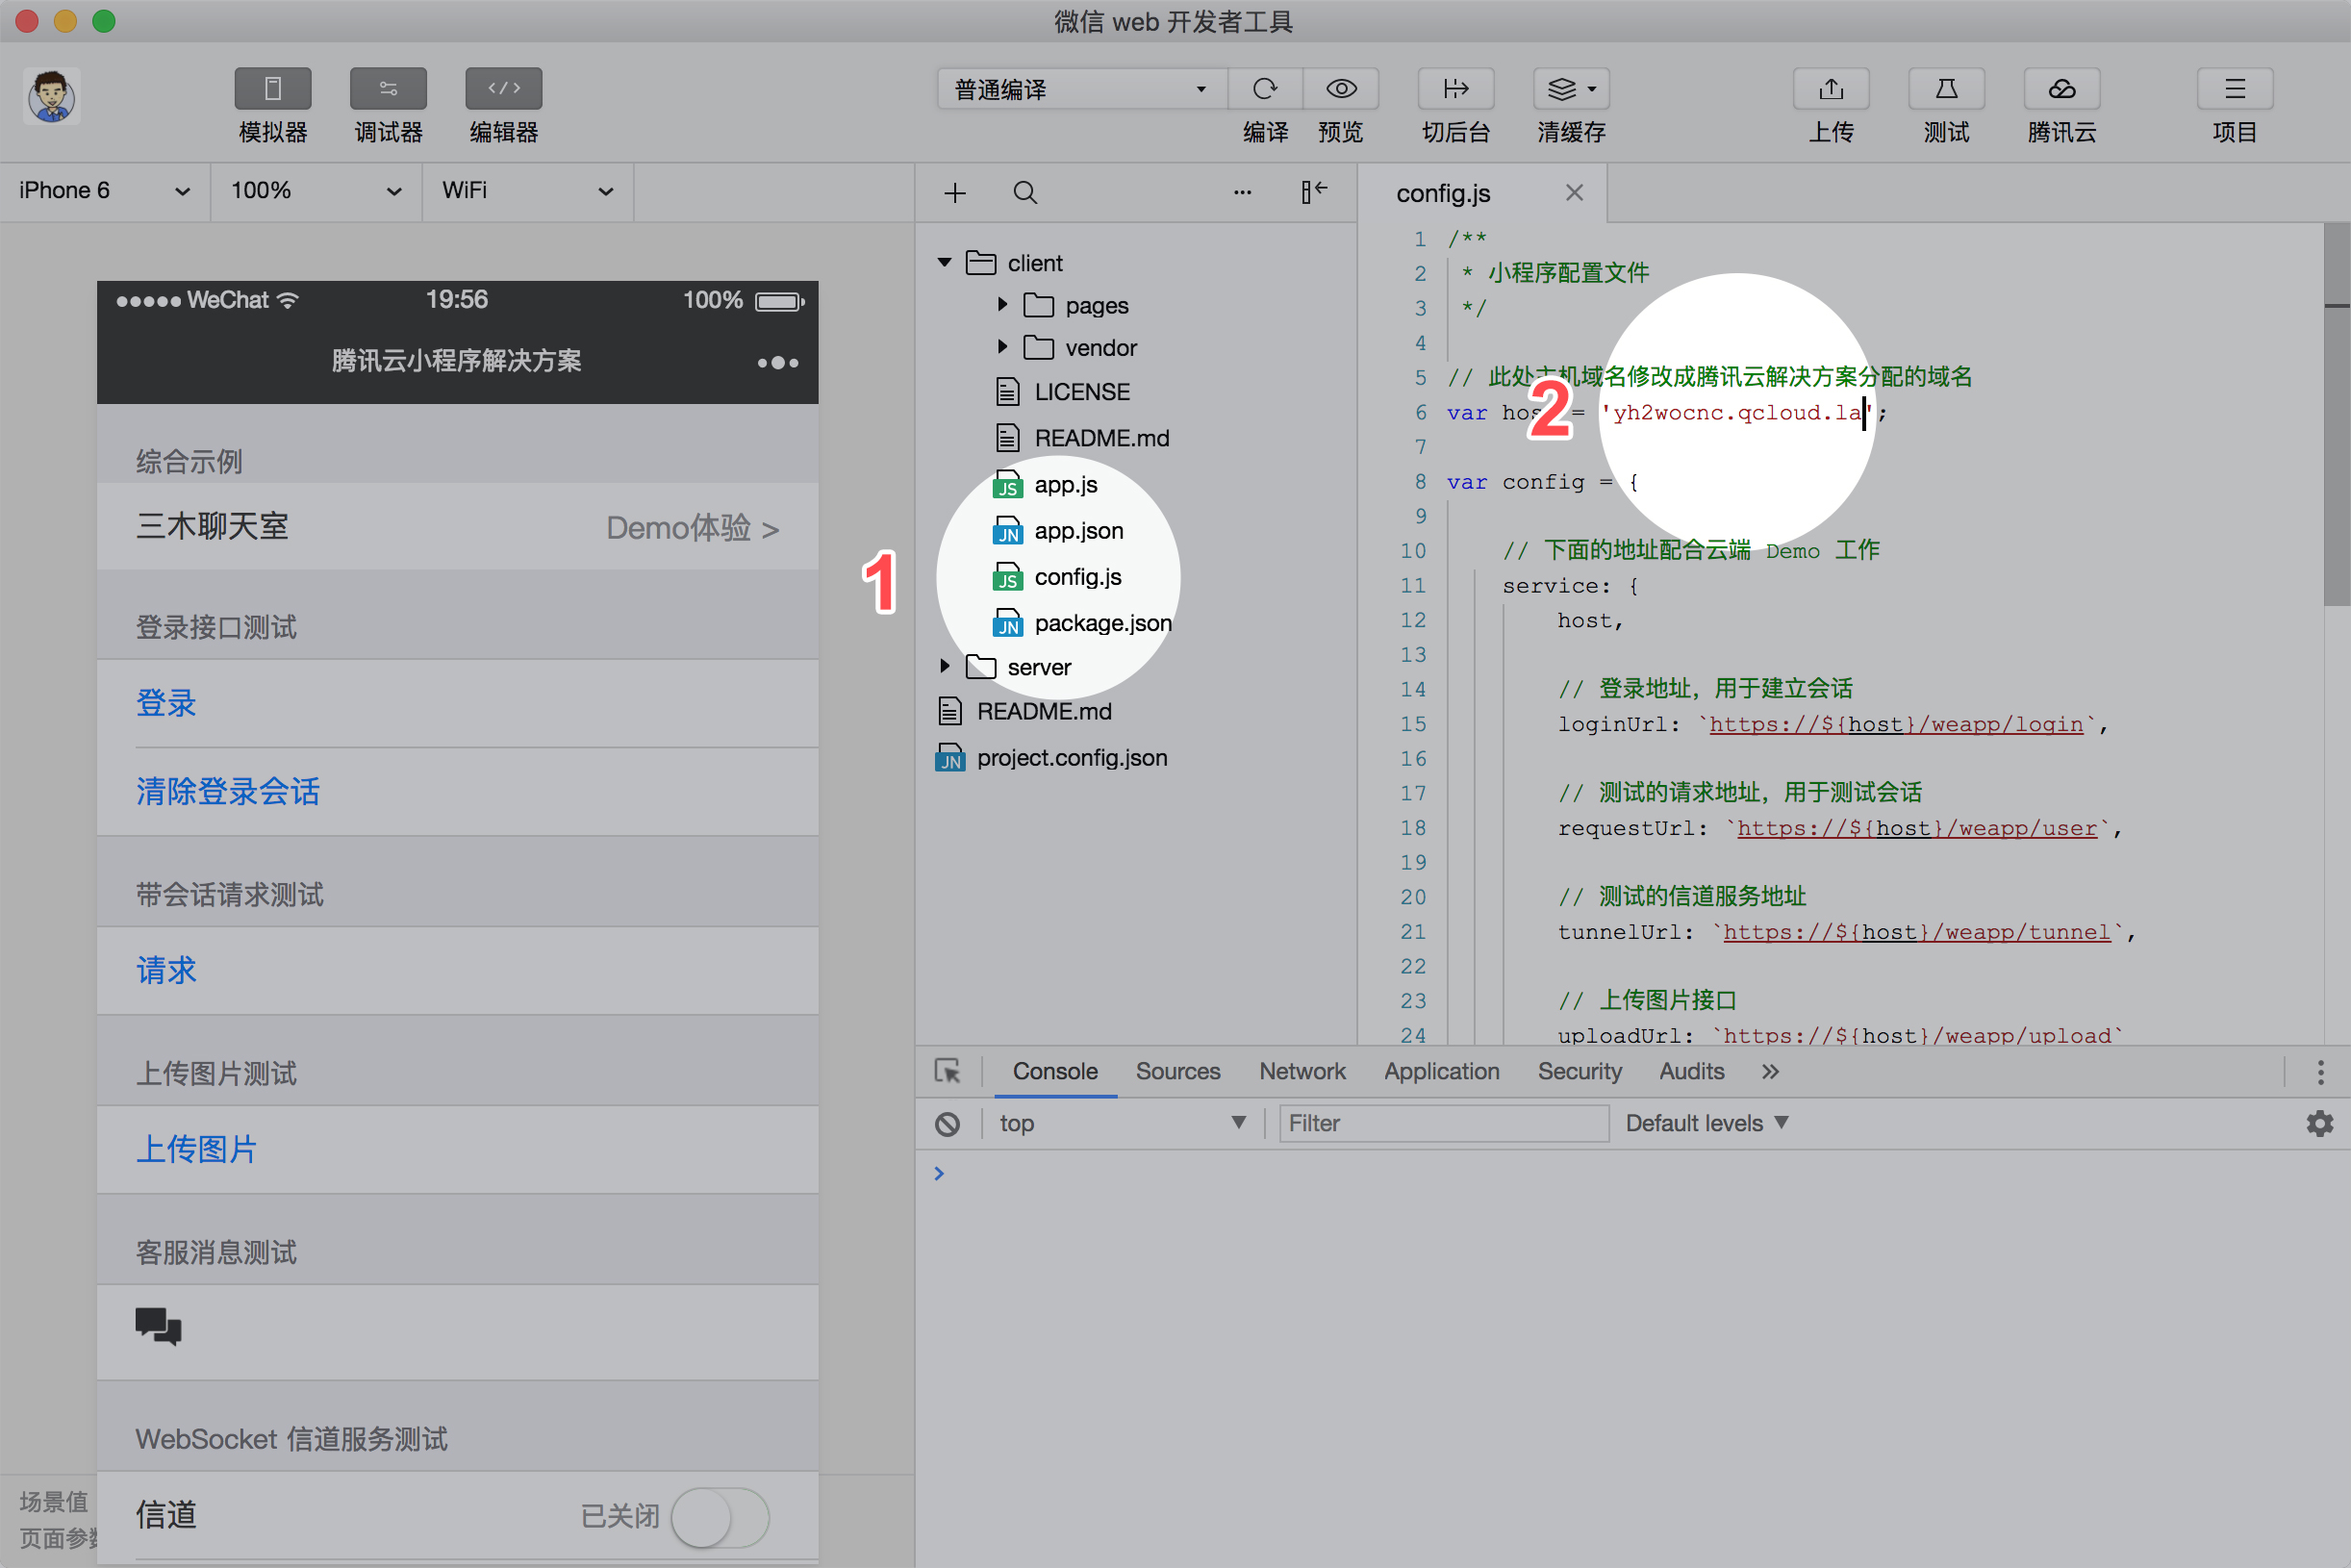 微信 web 开发者工具
模拟器 调试器 编辑器
普通编译
编译 预览 切后台 清缓存 上传 测试 腾讯云 项目
iPhone 6 100% WiFi
WeChat 19:56 100%
腾讯云小程序解决方案
综合示例
三木聊天室 Demo体验 >
登录接口测试
登录
清除登录会话
带会话请求测试
请求
上传图片测试
上传图片
客服消息测试
WebSocket 信道服务测试
信道 已关闭
场景值
页面参数
client
pages
vendor
LICENSE
README.md
JS app.js
JN app.json
1
JS config.js
JN package.json
server
README.md
JN project.config.json
config.js
1 /**
2 * 小程序配置文件
3 */
4
5 // 此处主机域名修改成腾讯云解决方案分配的域名
2
6 var host = 'yh2wocnc.qcloud.la';
7
8 var config = {
9
10 // 下面的地址配合云端 Demo 工作
11 service: {
12 host,
13
14 // 登录地址，用于建立会话
15 loginUrl: `https://${host}/weapp/login`,
16
17 // 测试的请求地址，用于测试会话
18 requestUrl: `https://${host}/weapp/user`,
19
20 // 测试的信道服务地址
21 tunnelUrl: `https://${host}/weapp/tunnel`,
22
23 // 上传图片接口
24 uploadUrl: `https://${host}/weapp/upload`
Console Sources Network Application Security Audits
top Filter Default levels